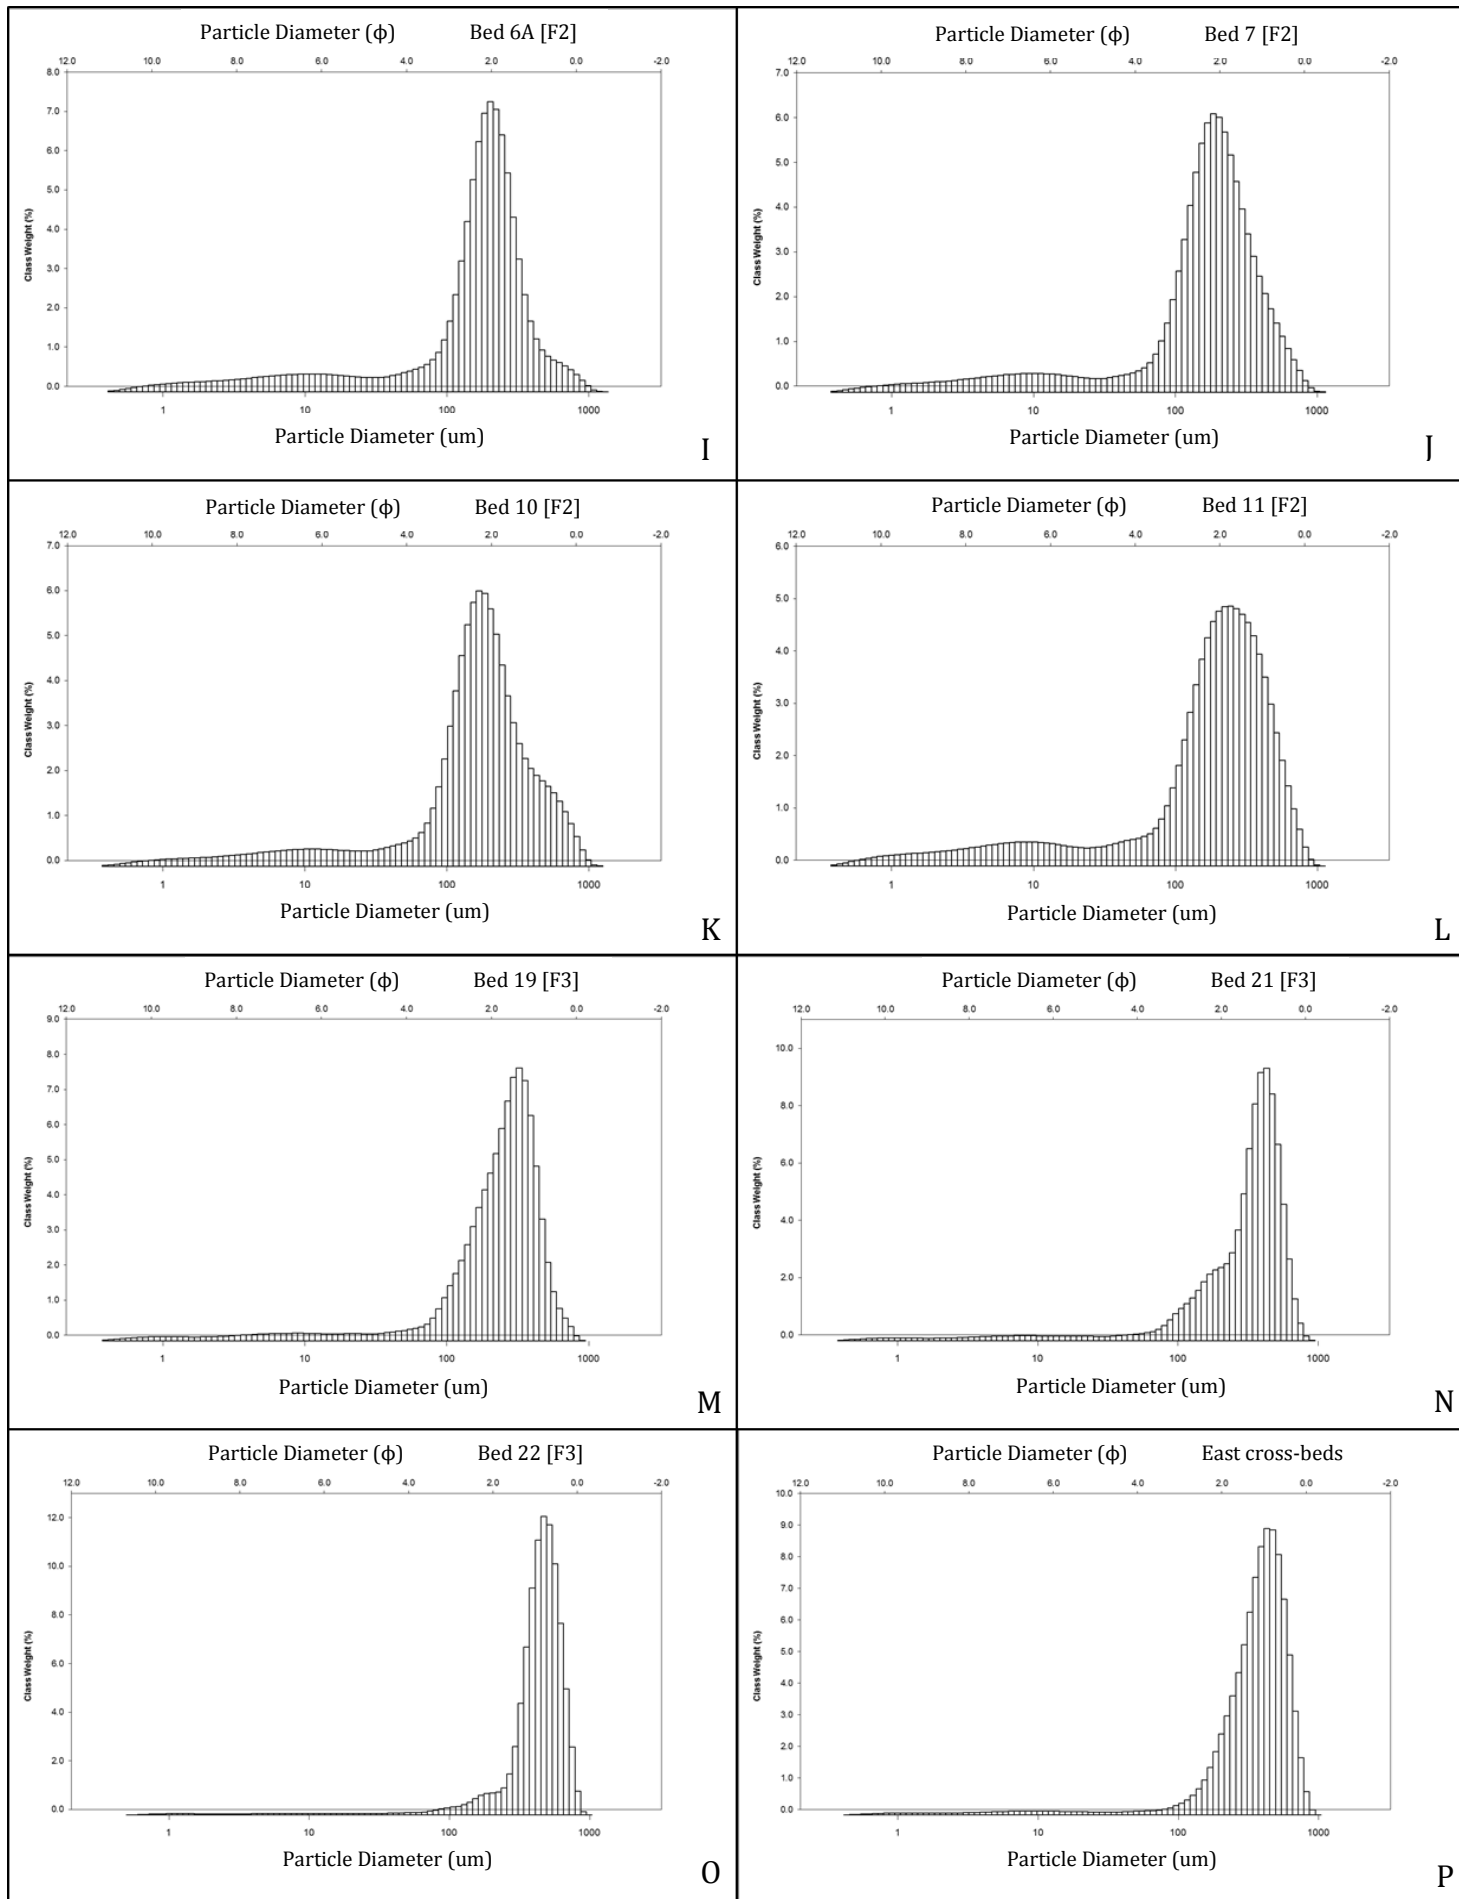 Particle Diameter (ϕ) Bed 6A [F2]
12.0 10.0 8.0 6.0 4.0 2.0 0.0 -2.0
8.0
7.0
6.0
5.0
4.0
3.0
2.0
1.0
0.0
Class Weight (%)
1 10 100 1000
Particle Diameter (um)
I
Particle Diameter (ϕ) Bed 7 [F2]
12.0 10.0 8.0 6.0 4.0 2.0 0.0 -2.0
7.0
6.0
5.0
4.0
3.0
2.0
1.0
0.0
Class Weight (%)
1 10 100 1000
Particle Diameter (um)
J
Particle Diameter (ϕ) Bed 10 [F2]
12.0 10.0 8.0 6.0 4.0 2.0 0.0 -2.0
7.0
6.0
5.0
4.0
3.0
2.0
1.0
0.0
Class Weight (%)
1 10 100 1000
Particle Diameter (um)
K
Particle Diameter (ϕ) Bed 11 [F2]
12.0 10.0 8.0 6.0 4.0 2.0 0.0 -2.0
6.0
5.0
4.0
3.0
2.0
1.0
0.0
Class Weight (%)
1 10 100 1000
Particle Diameter (um)
L
Particle Diameter (ϕ) Bed 19 [F3]
12.0 10.0 8.0 6.0 4.0 2.0 0.0 -2.0
9.0
8.0
7.0
6.0
5.0
4.0
3.0
2.0
1.0
0.0
Class Weight (%)
1 10 100 1000
Particle Diameter (um)
M
Particle Diameter (ϕ) Bed 21 [F3]
12.0 10.0 8.0 6.0 4.0 2.0 0.0 -2.0
10.0
8.0
6.0
4.0
2.0
0.0
Class Weight (%)
1 10 100 1000
Particle Diameter (um)
N
Particle Diameter (ϕ) Bed 22 [F3]
12.0 10.0 8.0 6.0 4.0 2.0 0.0 -2.0
12.0
10.0
8.0
6.0
4.0
2.0
0.0
Class Weight (%)
1 10 100 1000
Particle Diameter (um)
O
Particle Diameter (ϕ) East cross-beds
12.0 10.0 8.0 6.0 4.0 2.0 0.0 -2.0
10.0
9.0
8.0
7.0
6.0
5.0
4.0
3.0
2.0
1.0
0.0
Class Weight (%)
1 10 100 1000
Particle Diameter (um)
P